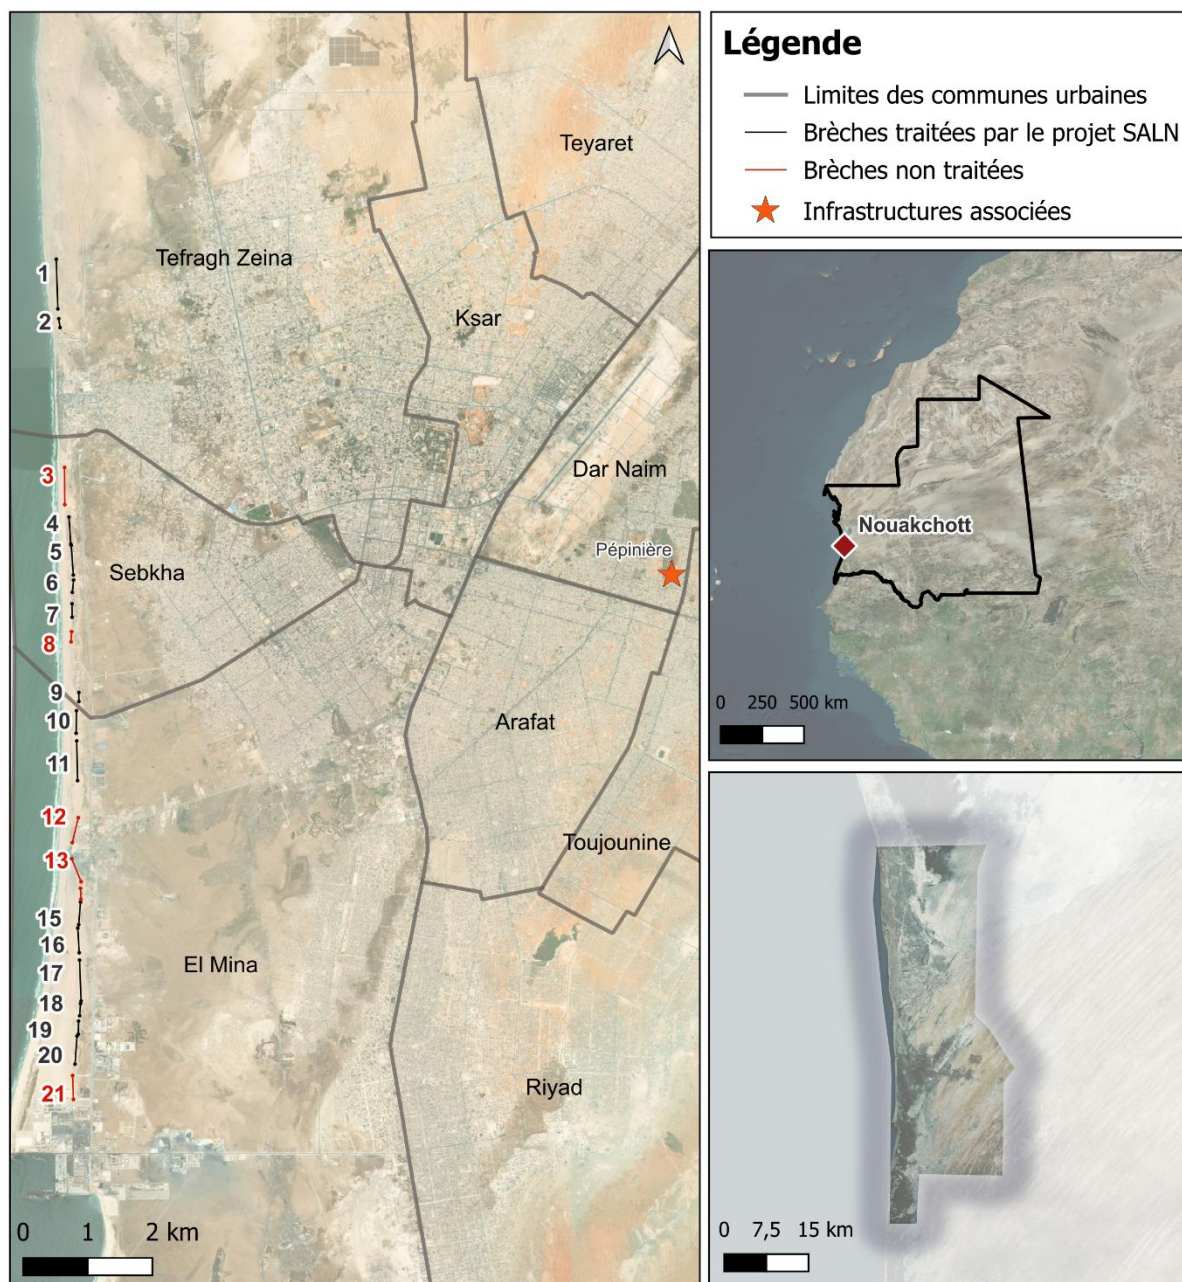 Légende
Limites des communes urbaines
Brèches traitées par le projet SALN
Brèches non traitées
Infrastructures associées
Teyaret
Tefragh Zeina
1
Ksar
2
Dar Naim
3
4
5
Pépinière
Sebkha
6
7
8
9
10
Arafat
11
12
Toujounine
13
15
16
El Mina
17
18
19
20
21
Riyad
0 1 2 km
Nouakchott
0 250 500 km
0 7,5 15 km